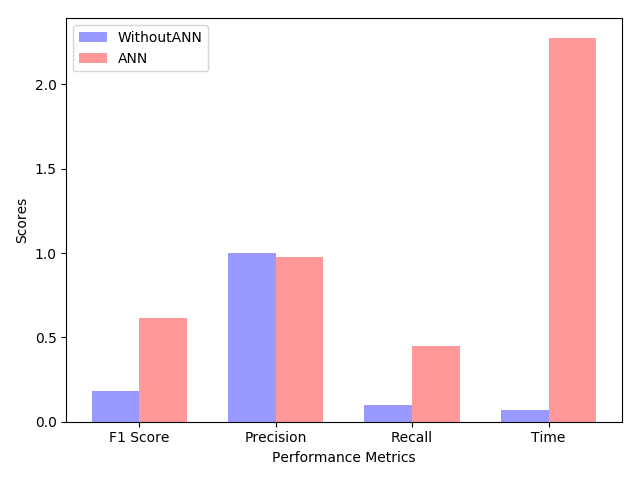 WithoutANN
ANN
2.0
1.5
1.0
0.5
0.0
Scores
F1 Score Precision Recall Time
Performance Metrics